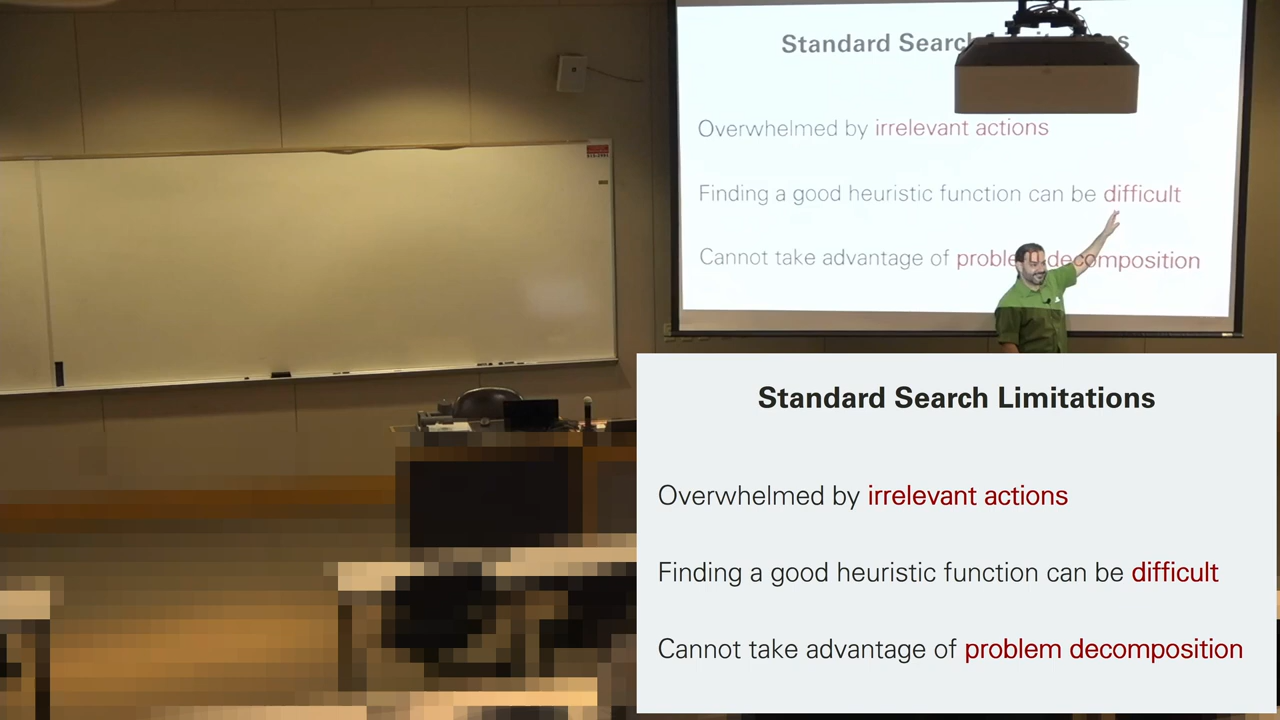 Standard Search
Overwhelmed by irrelevant actions
Finding a good heuristic function can be difficult
Cannot take advantage of problem decomposition
Standard Search Limitations
Overwhelmed by irrelevant actions
Finding a good heuristic function can be difficult
Cannot take advantage of problem decomposition